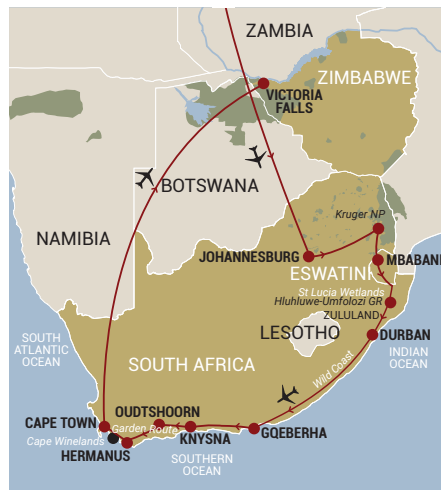 ZAMBIA
ZIMBABWE
VICTORIA
FALLS
BOTSWANA
NAMIBIA
Kruger NP
JOHANNESBURG
MBABANE
ESWATINI
St Lucia Wetlands
Hluhluwe-Umfolozi GR
ZULULAND
LESOTHO
DURBAN
SOUTH
ATLANTIC
OCEAN
INDIAN
OCEAN
SOUTH AFRICA
Wild Coast
OUDTSHOORN
CAPE TOWN
Garden Route
KNYSNA
GQEBERHA
Cape Winelands
HERMANUS
SOUTHERN
OCEAN